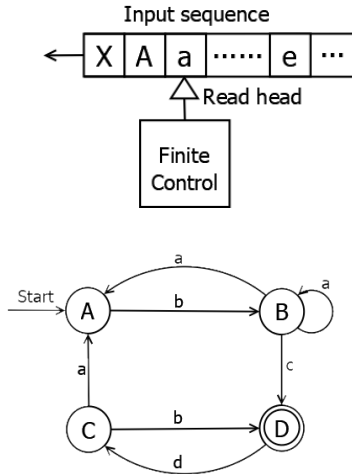 Input sequence
X A a ...... e ...
Read head
Finite
Control
a
Start
A
b
B
a
a
c
C
b
D
d